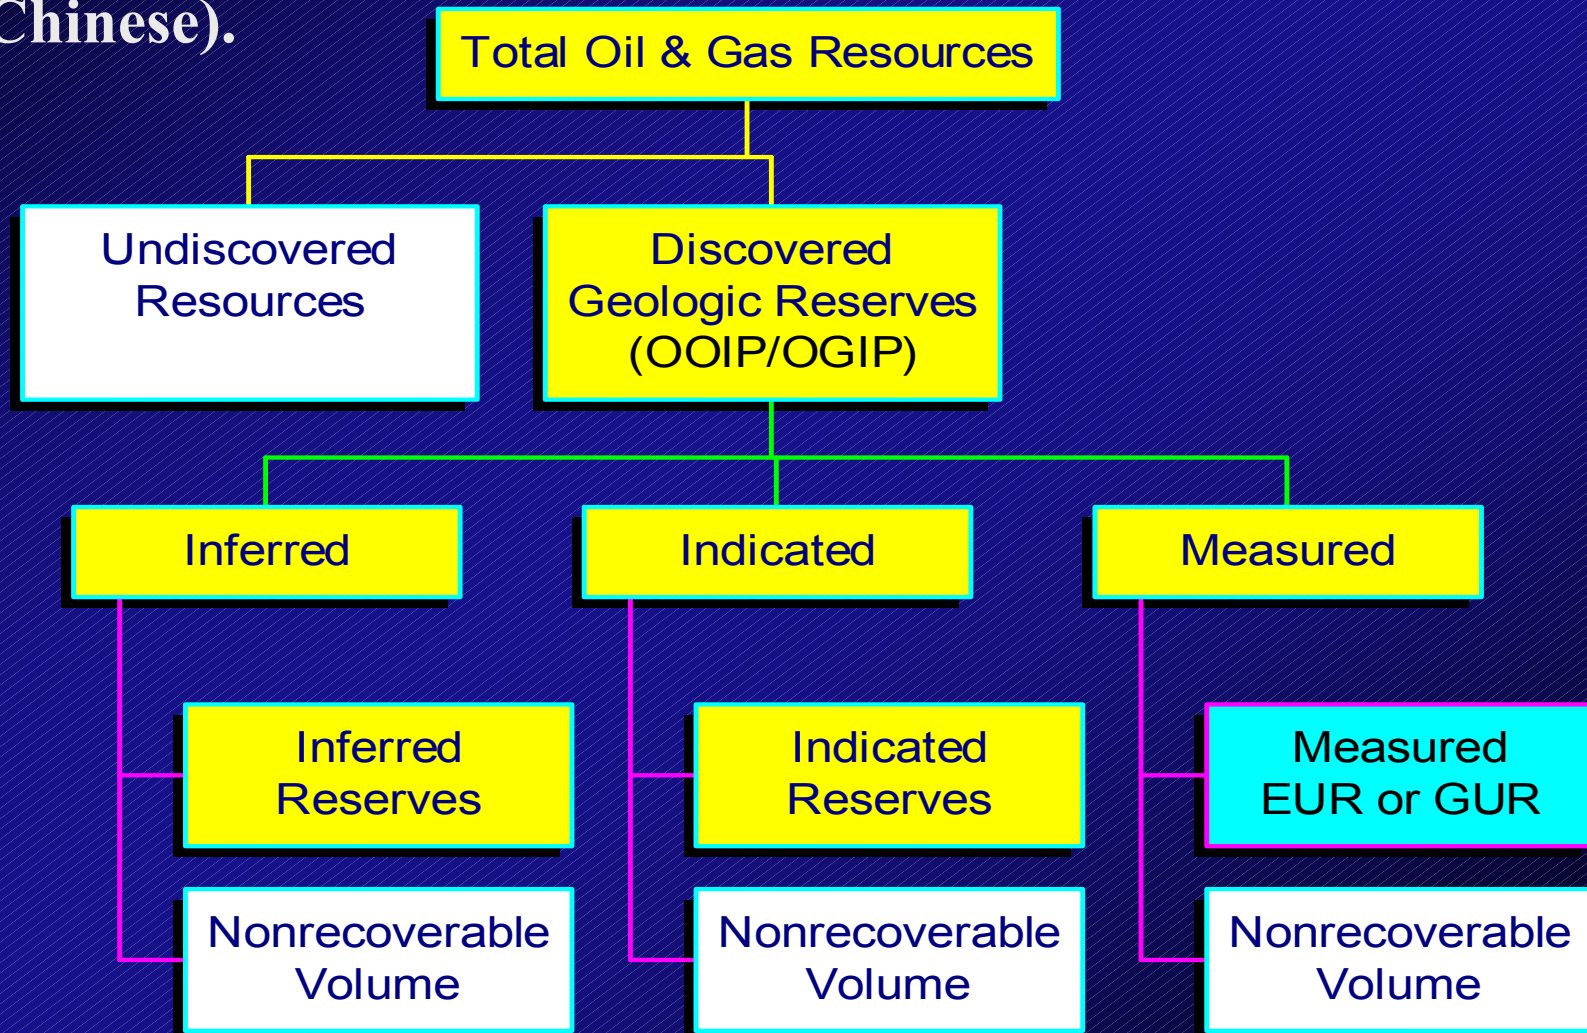 Chinese).
Total Oil & Gas Resources
Undiscovered
Resources
Discovered
Geologic Reserves
(OOIP/OGIP)
Inferred
Indicated
Measured
Inferred
Reserves
Indicated
Reserves
Measured
EUR or GUR
Nonrecoverable
Volume
Nonrecoverable
Volume
Nonrecoverable
Volume